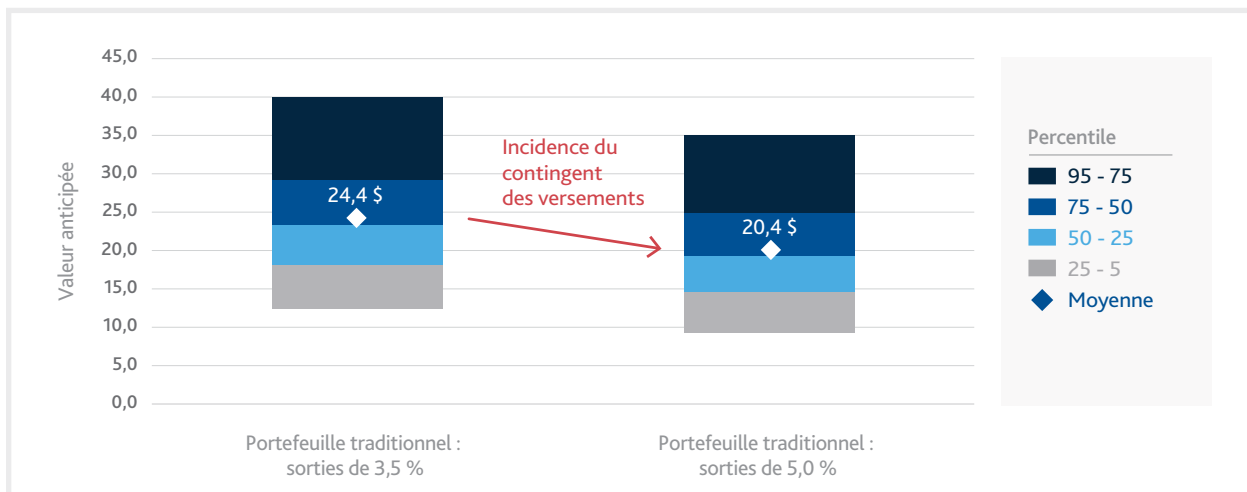 45,0
40,0
35,0
30,0
25,0
20,0
15,0
10,0
5,0
0,0
Valeur anticipée
24,4 $
Incidence du
contingent
des versements
20,4 $
Portefeuille traditionnel :
sorties de 3,5 %
Portefeuille traditionnel :
sorties de 5,0 %
Percentile
95 - 75
75 - 50
50 - 25
25 - 5
Moyenne